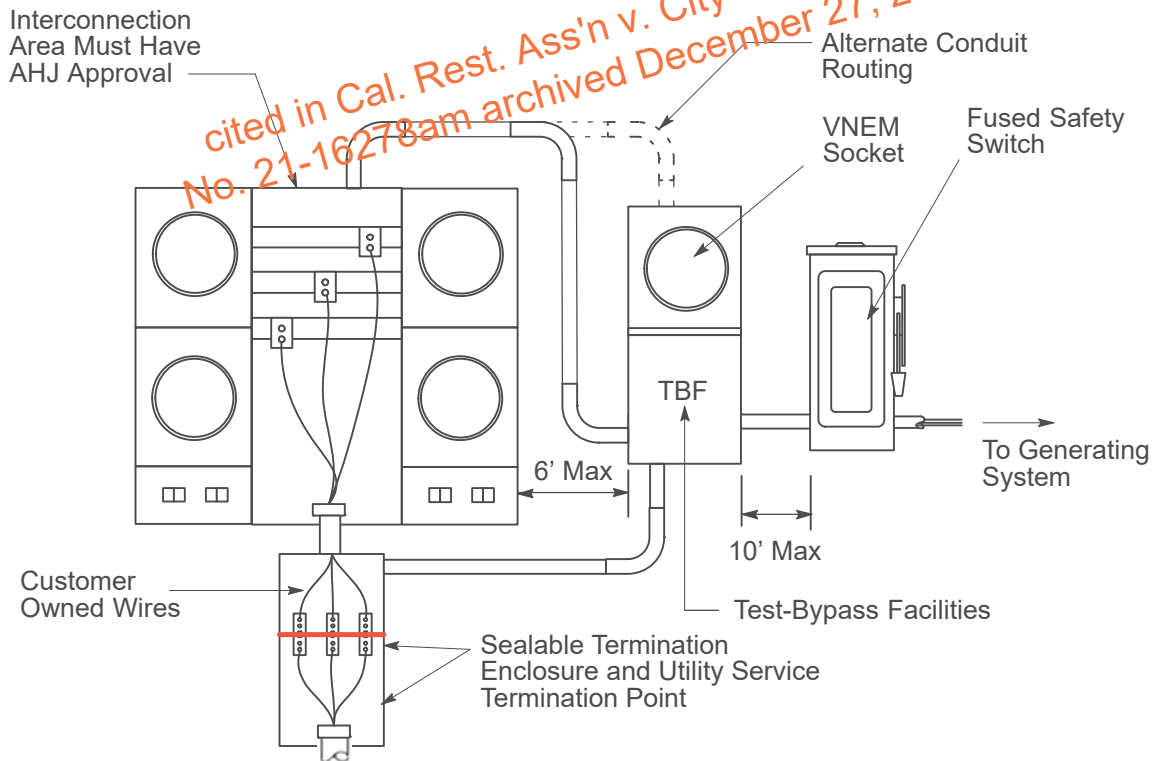 Interconnection
Area Must Have
AHJ Approval
cited in Cal. Rest. Ass'n v. City
No. 21-16278am archived December 27, 2
Alternate Conduit
Routing
VNEM
Socket
Fused Safety
Switch
TBF
To Generating
System
6’ Max
10’ Max
Customer
Owned Wires
Test-Bypass Facilities
Sealable Termination
Enclosure and Utility Service
Termination Point